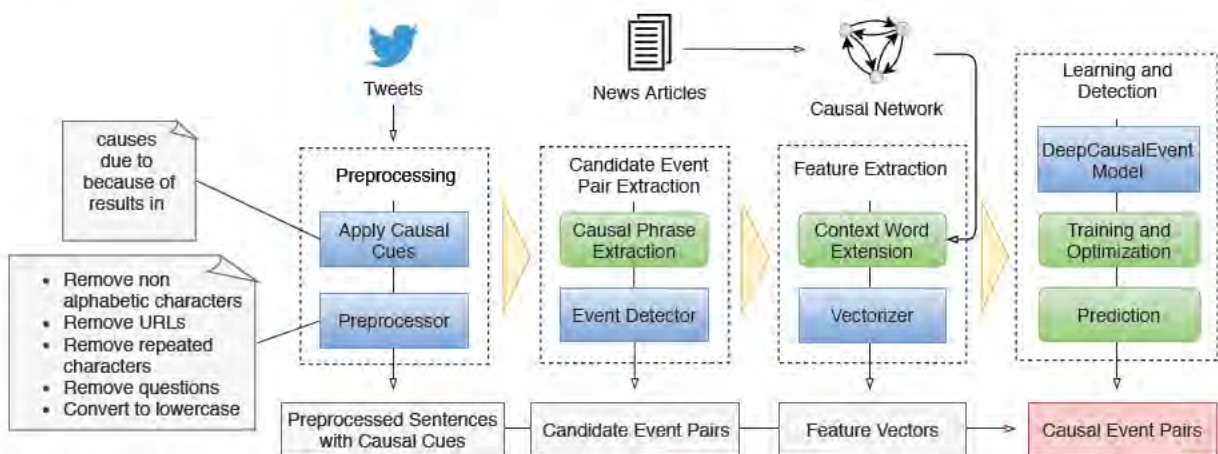 Tweets
News Articles
Causal Network
causes
due to
because of
results in
• Remove non
alphabetic characters
• Remove URLs
• Remove repeated
characters
• Remove questions
• Convert to lowercase
Preprocessing
Apply Causal
Cues
Preprocessor
Preprocessed Sentences
with Causal Cues
Candidate Event
Pair Extraction
Causal Phrase
Extraction
Event Detector
Candidate Event Pairs
Feature Extraction
Context Word
Extension
Vectorizer
Feature Vectors
Learning and
Detection
DeepCausalEvent
Model
Training and
Optimization
Prediction
Causal Event Pairs